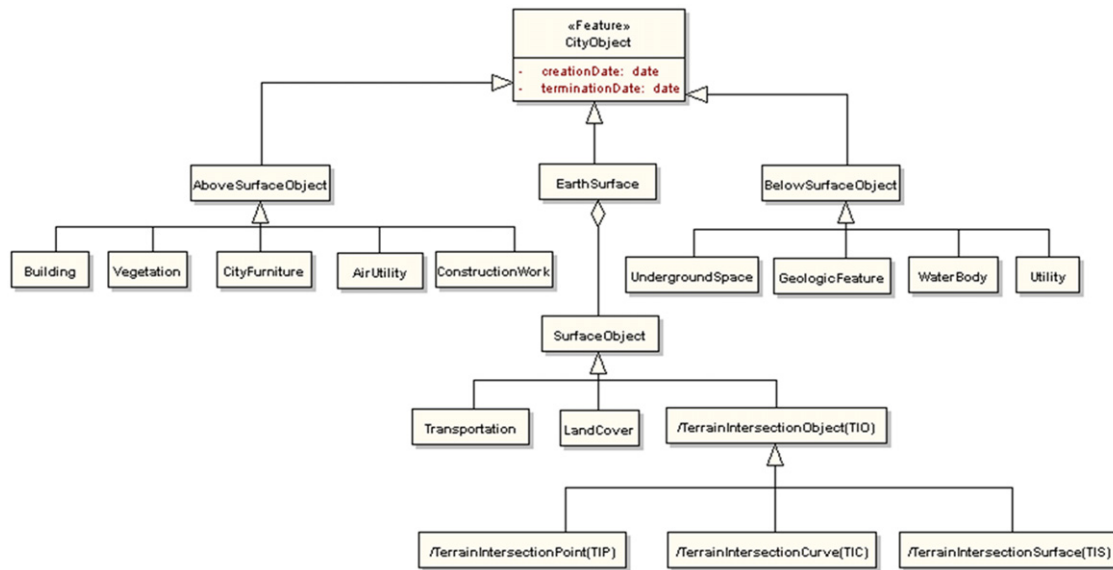 «Feature»
CityObject
- creationDate: date
- terminationDate: date
AboveSurfaceObject
EarthSurface
BelowSurfaceObject
Building
Vegetation
CityFurniture
AirUtility
ConstructionWork
UndergroundSpace
GeologicFeature
WaterBody
Utility
SurfaceObject
Transportation
LandCover
/TerrainIntersectionObject(TIO)
/TerrainIntersectionPoint(TIP)
/TerrainIntersectionCurve(TIC)
/TerrainIntersectionSurface(TIS)